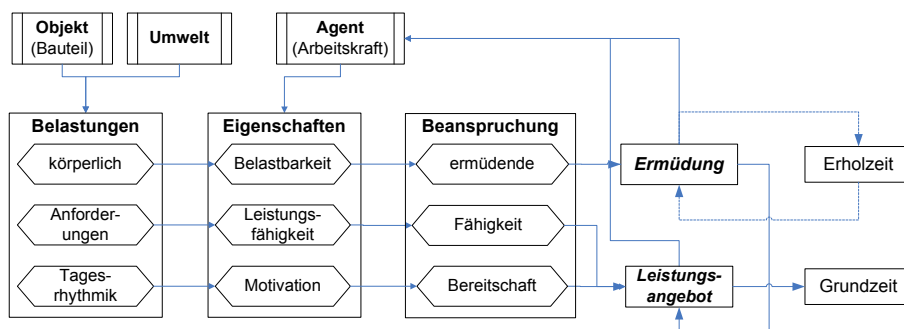 Objekt
(Bauteil)
Umwelt
Agent
(Arbeitskraft)
Belastungen
Eigenschaften
Beanspruchung
körperlich
Belastbarkeit
ermüdende
Ermüdung
Erholzeit
Anforder-
ungen
Leistungs-
fähigkeit
Fähigkeit
Tages-
rhythmik
Motivation
Bereitschaft
Leistungs-
angebot
Grundzeit